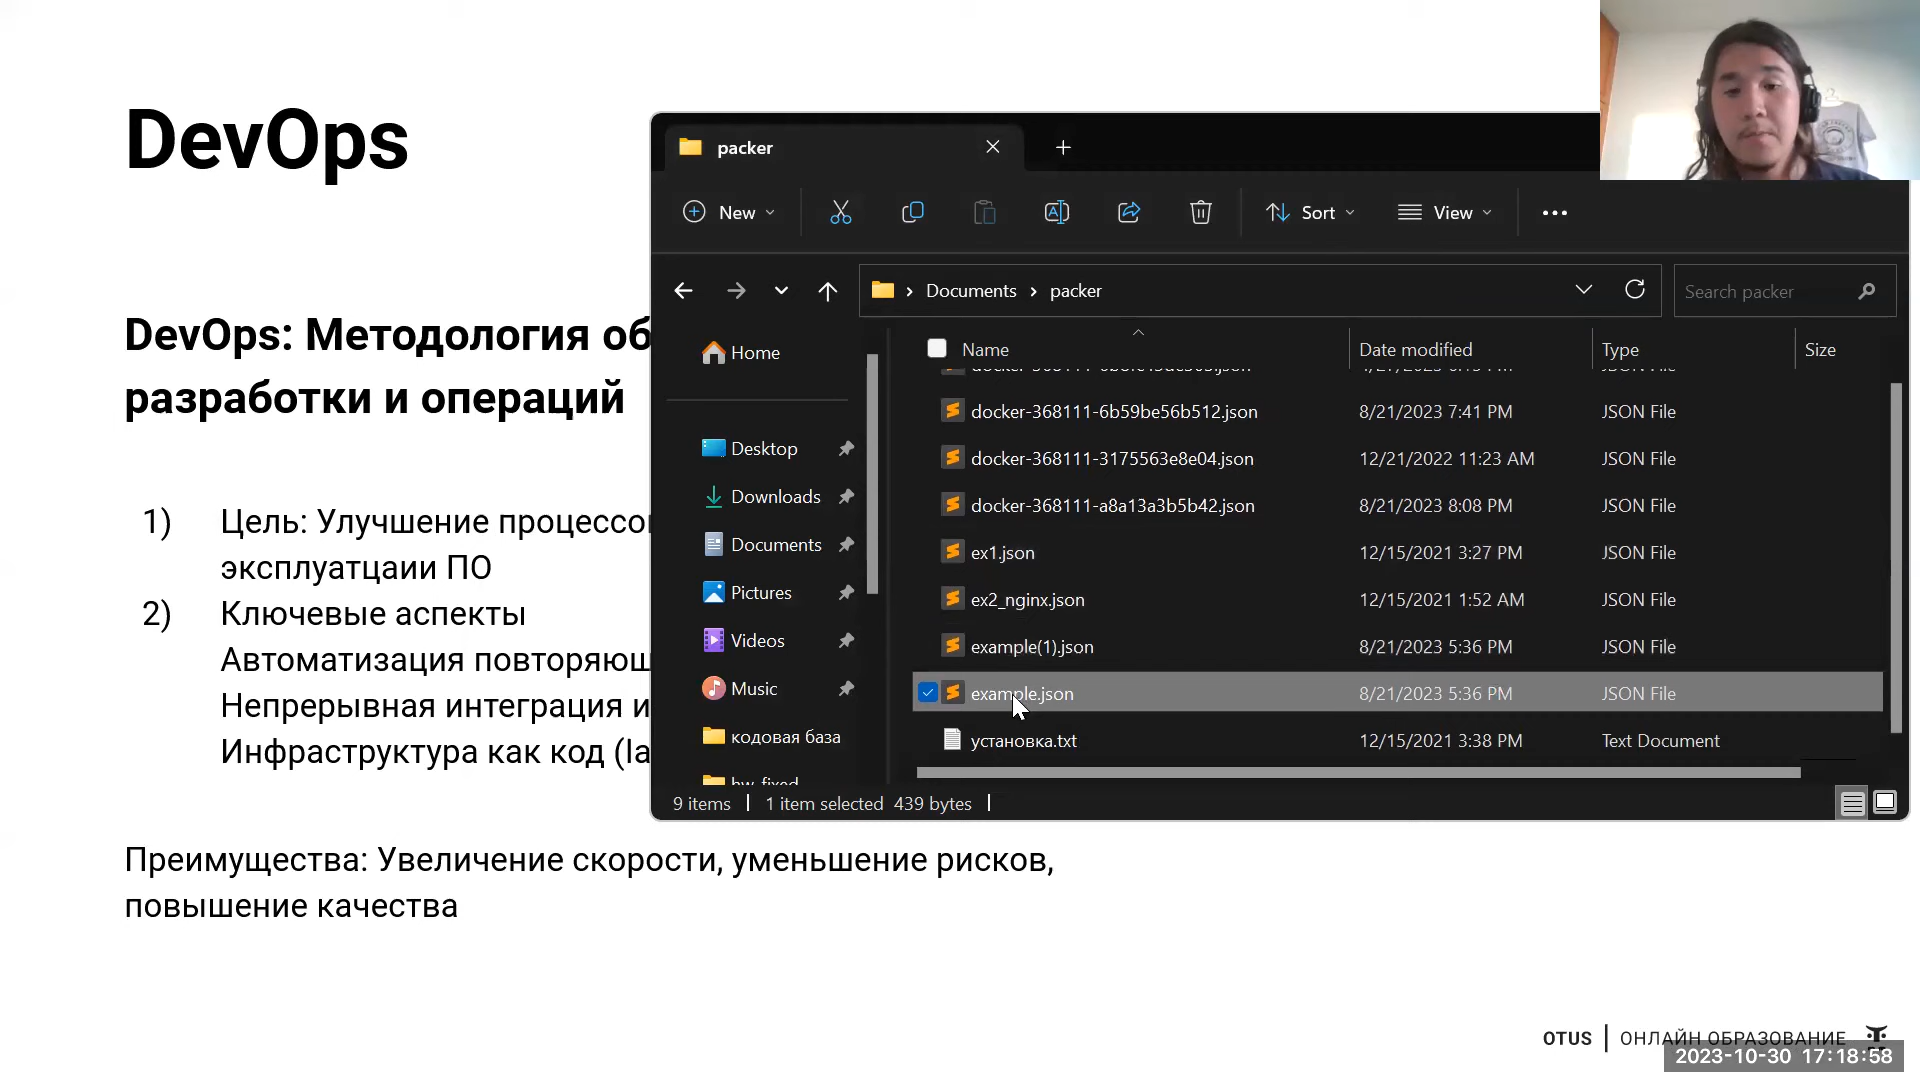 DevOps
DevOps: Методология об
разработки и операций
1) Цель: Улучшение процессо
эксплуатцаии ПО
2) Ключевые аспекты
Автоматизация повторяющ
Непрерывная интеграция и
Инфраструктура как код (Ia
Преимущества: Увеличение скорости, уменьшение рисков,
повышение качества
packer
New
Sort
View
Documents packer
Search packer
Home
Desktop
Downloads
Documents
Pictures
Videos
Music
кодовая база
hw_fixed
Name Date modified Type Size
docker-368111-6b59be56b512.json 8/21/2023 7:41 PM JSON File
docker-368111-3175563e8e04.json 12/21/2022 11:23 AM JSON File
docker-368111-a8a13a3b5b42.json 8/21/2023 8:08 PM JSON File
ex1.json 12/15/2021 3:27 PM JSON File
ex2_nginx.json 12/15/2021 1:52 AM JSON File
example(1).json 8/21/2023 5:36 PM JSON File
example.json 8/21/2023 5:36 PM JSON File
установка.txt 12/15/2021 3:38 PM Text Document
9 items 1 item selected 439 bytes
OTUS | ОНЛАЙН ОБРАЗОВАНИЕ
2023-10-30 17:18:58